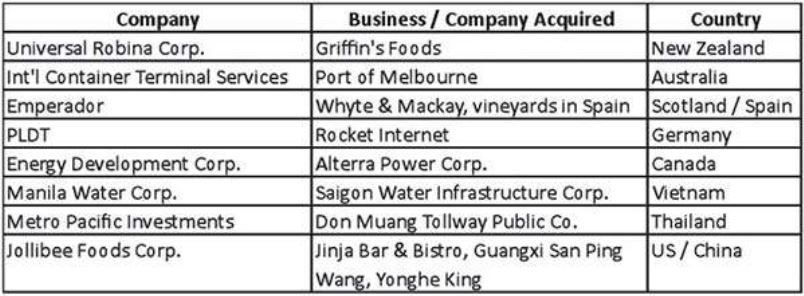 Company Business / Company Acquired Country
Universal Robina Corp. Griffin's Foods New Zealand
Int'l Container Terminal Services Port of Melbourne Australia
Emperador Whyte & Mackay, vineyards in Spain Scotland / Spain
PLDT Rocket Internet Germany
Energy Development Corp. Alterra Power Corp. Canada
Manila Water Corp. Saigon Water Infrastructure Corp. Vietnam
Metro Pacific Investments Don Muang Tollway Public Co. Thailand
Jollibee Foods Corp. Jinja Bar & Bistro, Guangxi San Ping US / China
Wang, Yonghe King